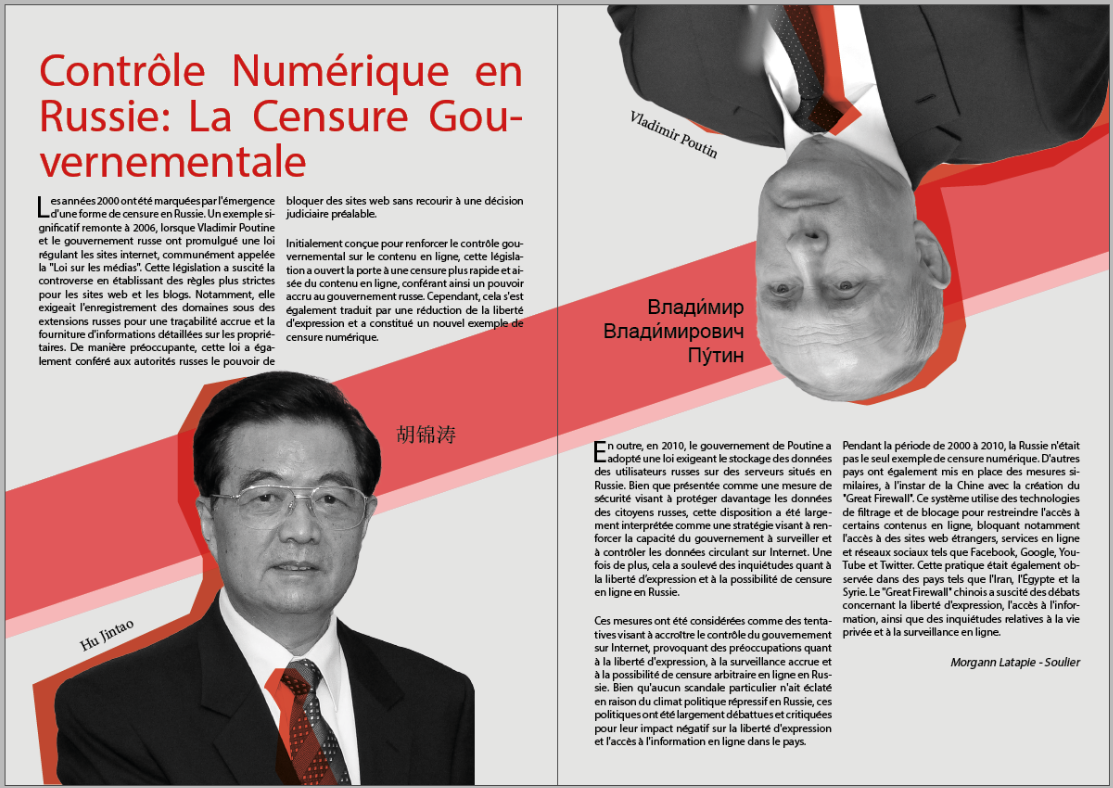 Contrôle Numérique en
Russie: La Censure Gou-
vernementale
Les années 2000 ont été marquées par l'émergence
d'une forme de censure en Russie. Un exemple si-
gnificatif remonte à 2006, lorsque Vladimir Poutine
et le gouvernement russe ont promulgué une loi
régulant les sites internet, communément appelée
la "Loi sur les médias". Cette législation a suscité la
controverse en établissant des règles plus strictes
pour les sites web et les blogs. Notamment, elle
exigeait l'enregistrement des domaines sous des
extensions russes pour une traçabilité accrue et la
fourniture d'informations détaillées sur les proprié-
taires. De manière préoccupante, cette loi a éga-
lement conféré aux autorités russes le pouvoir de
bloquer des sites web sans recourir à une décision
judiciaire préalable.
Initialement conçue pour renforcer le contrôle gou-
vernemental sur le contenu en ligne, cette législa-
tion a ouvert la porte à une censure plus rapide et ai-
sée du contenu en ligne, conférant ainsi un pouvoir
accru au gouvernement russe. Cependant, cela s'est
également traduit par une réduction de la liberté
d'expression et a constitué un nouvel exemple de
censure numérique.
胡锦涛
Hu Jintao
Vladimir Poutin
Влади́мир
Влади́мирович
Пу́тин
En outre, en 2010, le gouvernement de Poutine a
adopté une loi exigeant le stockage des données
des utilisateurs russes sur des serveurs situés en
Russie. Bien que présentée comme une mesure de
sécurité visant à protéger davantage les données
des citoyens russes, cette disposition a été large-
ment interprétée comme une stratégie visant à ren-
forcer la capacité du gouvernement à surveiller et
à contrôler les données circulant sur Internet. Une
fois de plus, cela a soulevé des inquiétudes quant à
la liberté d'expression et à la possibilité de censure
en ligne en Russie.
Ces mesures ont été considérées comme des tenta-
tives visant à accroître le contrôle du gouvernement
sur Internet, provoquant des préoccupations quant
à la liberté d'expression, à la surveillance accrue et
à la possibilité de censure arbitraire en ligne en Rus-
sie. Bien qu'aucun scandale particulier n'ait éclaté
en raison du climat politique répressif en Russie, ces
politiques ont été largement débattues et critiquées
pour leur impact négatif sur la liberté d'expression
et l'accès à l'information en ligne dans le pays.
Pendant la période de 2000 à 2010, la Russie n'était
pas le seul exemple de censure numérique. D'autres
pays ont également mis en place des mesures si-
milaires, à l'instar de la Chine avec la création du
"Great Firewall". Ce système utilise des technologies
de filtrage et de blocage pour restreindre l'accès à
certains contenus en ligne, bloquant notamment
l'accès à des sites web étrangers, services en ligne
et réseaux sociaux tels que Facebook, Google, You-
Tube et Twitter. Cette pratique était également ob-
servée dans des pays tels que l'Iran, l'Égypte et la
Syrie. Le "Great Firewall" chinois a suscité des débats
concernant la liberté d'expression, l'accès à l'infor-
mation, ainsi que des inquiétudes relatives à la vie
privée et à la surveillance en ligne.
Morgann Latapie - Soulier